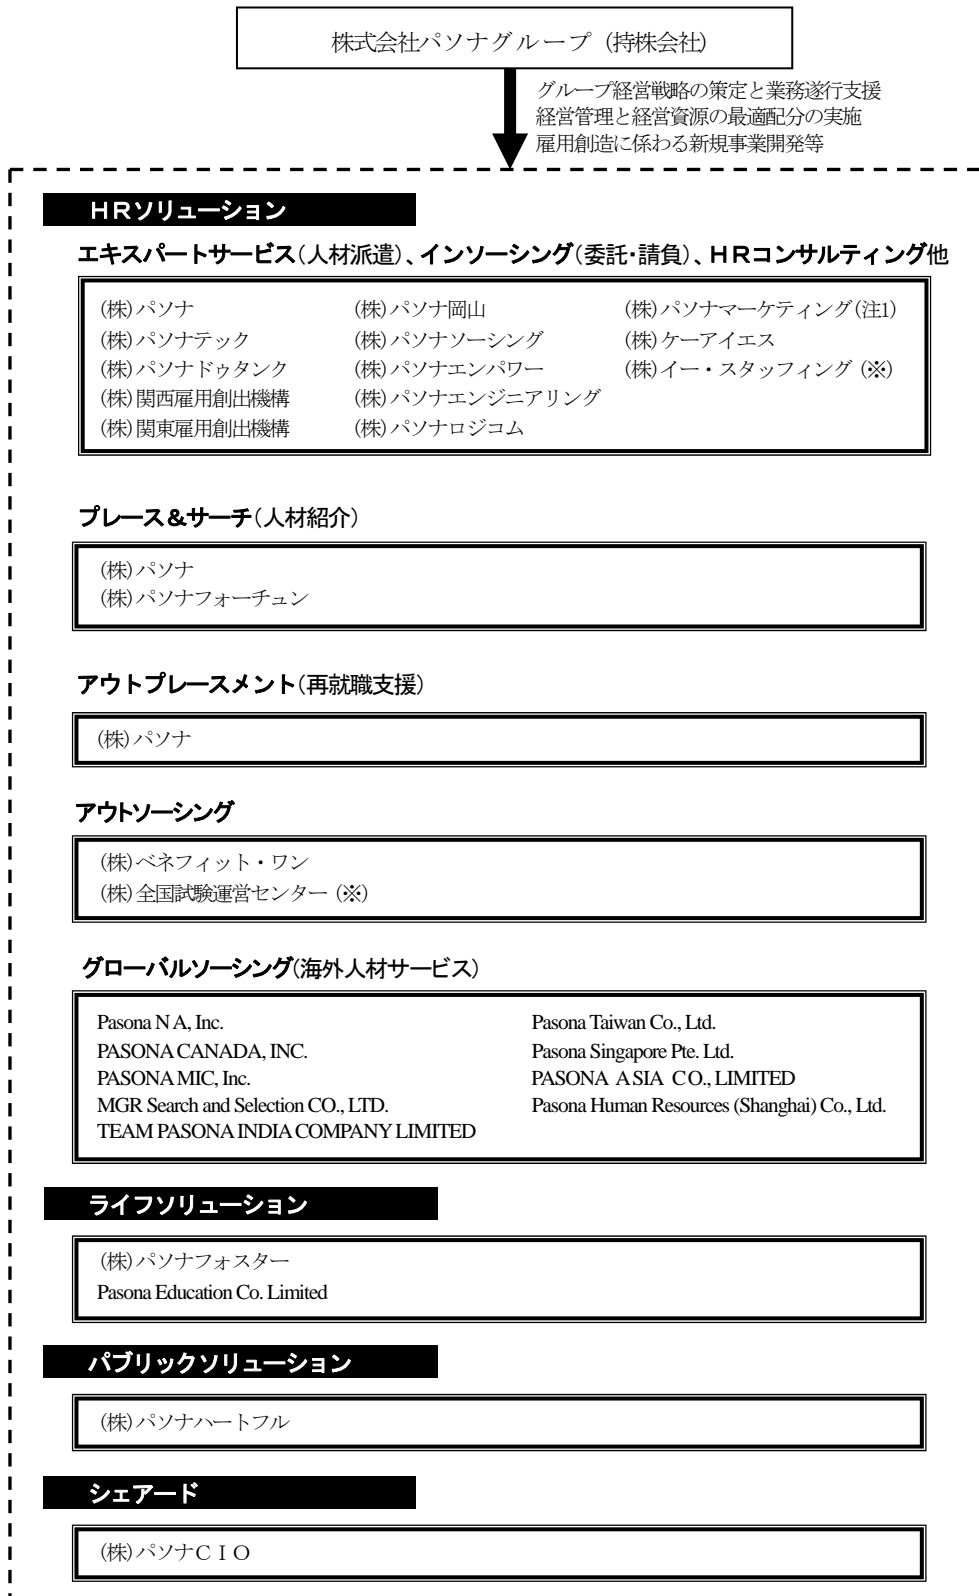 株式会社パソナグループ (持株会社)
グループ経営戦略の策定と業務遂行支援
経営管理と経営資源の最適配分の実施
雇用創造に係わる新規事業開発等
HRソリューション
エキスパートサービス(人材派遣)、インソーシング(委託・請負)、HRコンサルティング他
(株)パソナ (株)パソナ岡山 (株)パソナマーケティング(注1)
(株)パソナテック (株)パソナソーシング (株)ケーアイエス
(株)パソナドゥタンク (株)パソナエンパワー (株)イー・スタッフィング (※)
(株)関西雇用創出機構 (株)パソナエンジニアリング
(株)関東雇用創出機構 (株)パソナロジコム
プレース&サーチ(人材紹介)
(株)パソナ
(株)パソナフォーチュン
アウトプレースメント(再就職支援)
(株)パソナ
アウトソーシング
(株)ベネフィット・ワン
(株)全国試験運営センター (※)
グローバルソーシング(海外人材サービス)
Pasona N A, Inc. Pasona Taiwan Co., Ltd.
PASONA CANADA, INC. Pasona Singapore Pte. Ltd.
PASONA MIC, Inc. PASONA ASIA CO., LIMITED
MGR Search and Selection CO., LTD. Pasona Human Resources (Shanghai) Co., Ltd.
TEAM PASONA INDIA COMPANY LIMITED
ライフソリューション
(株)パソナフォスター
Pasona Education Co. Limited
パブリックソリューション
(株)パソナハートフル
シェアード
(株)パソナCIO